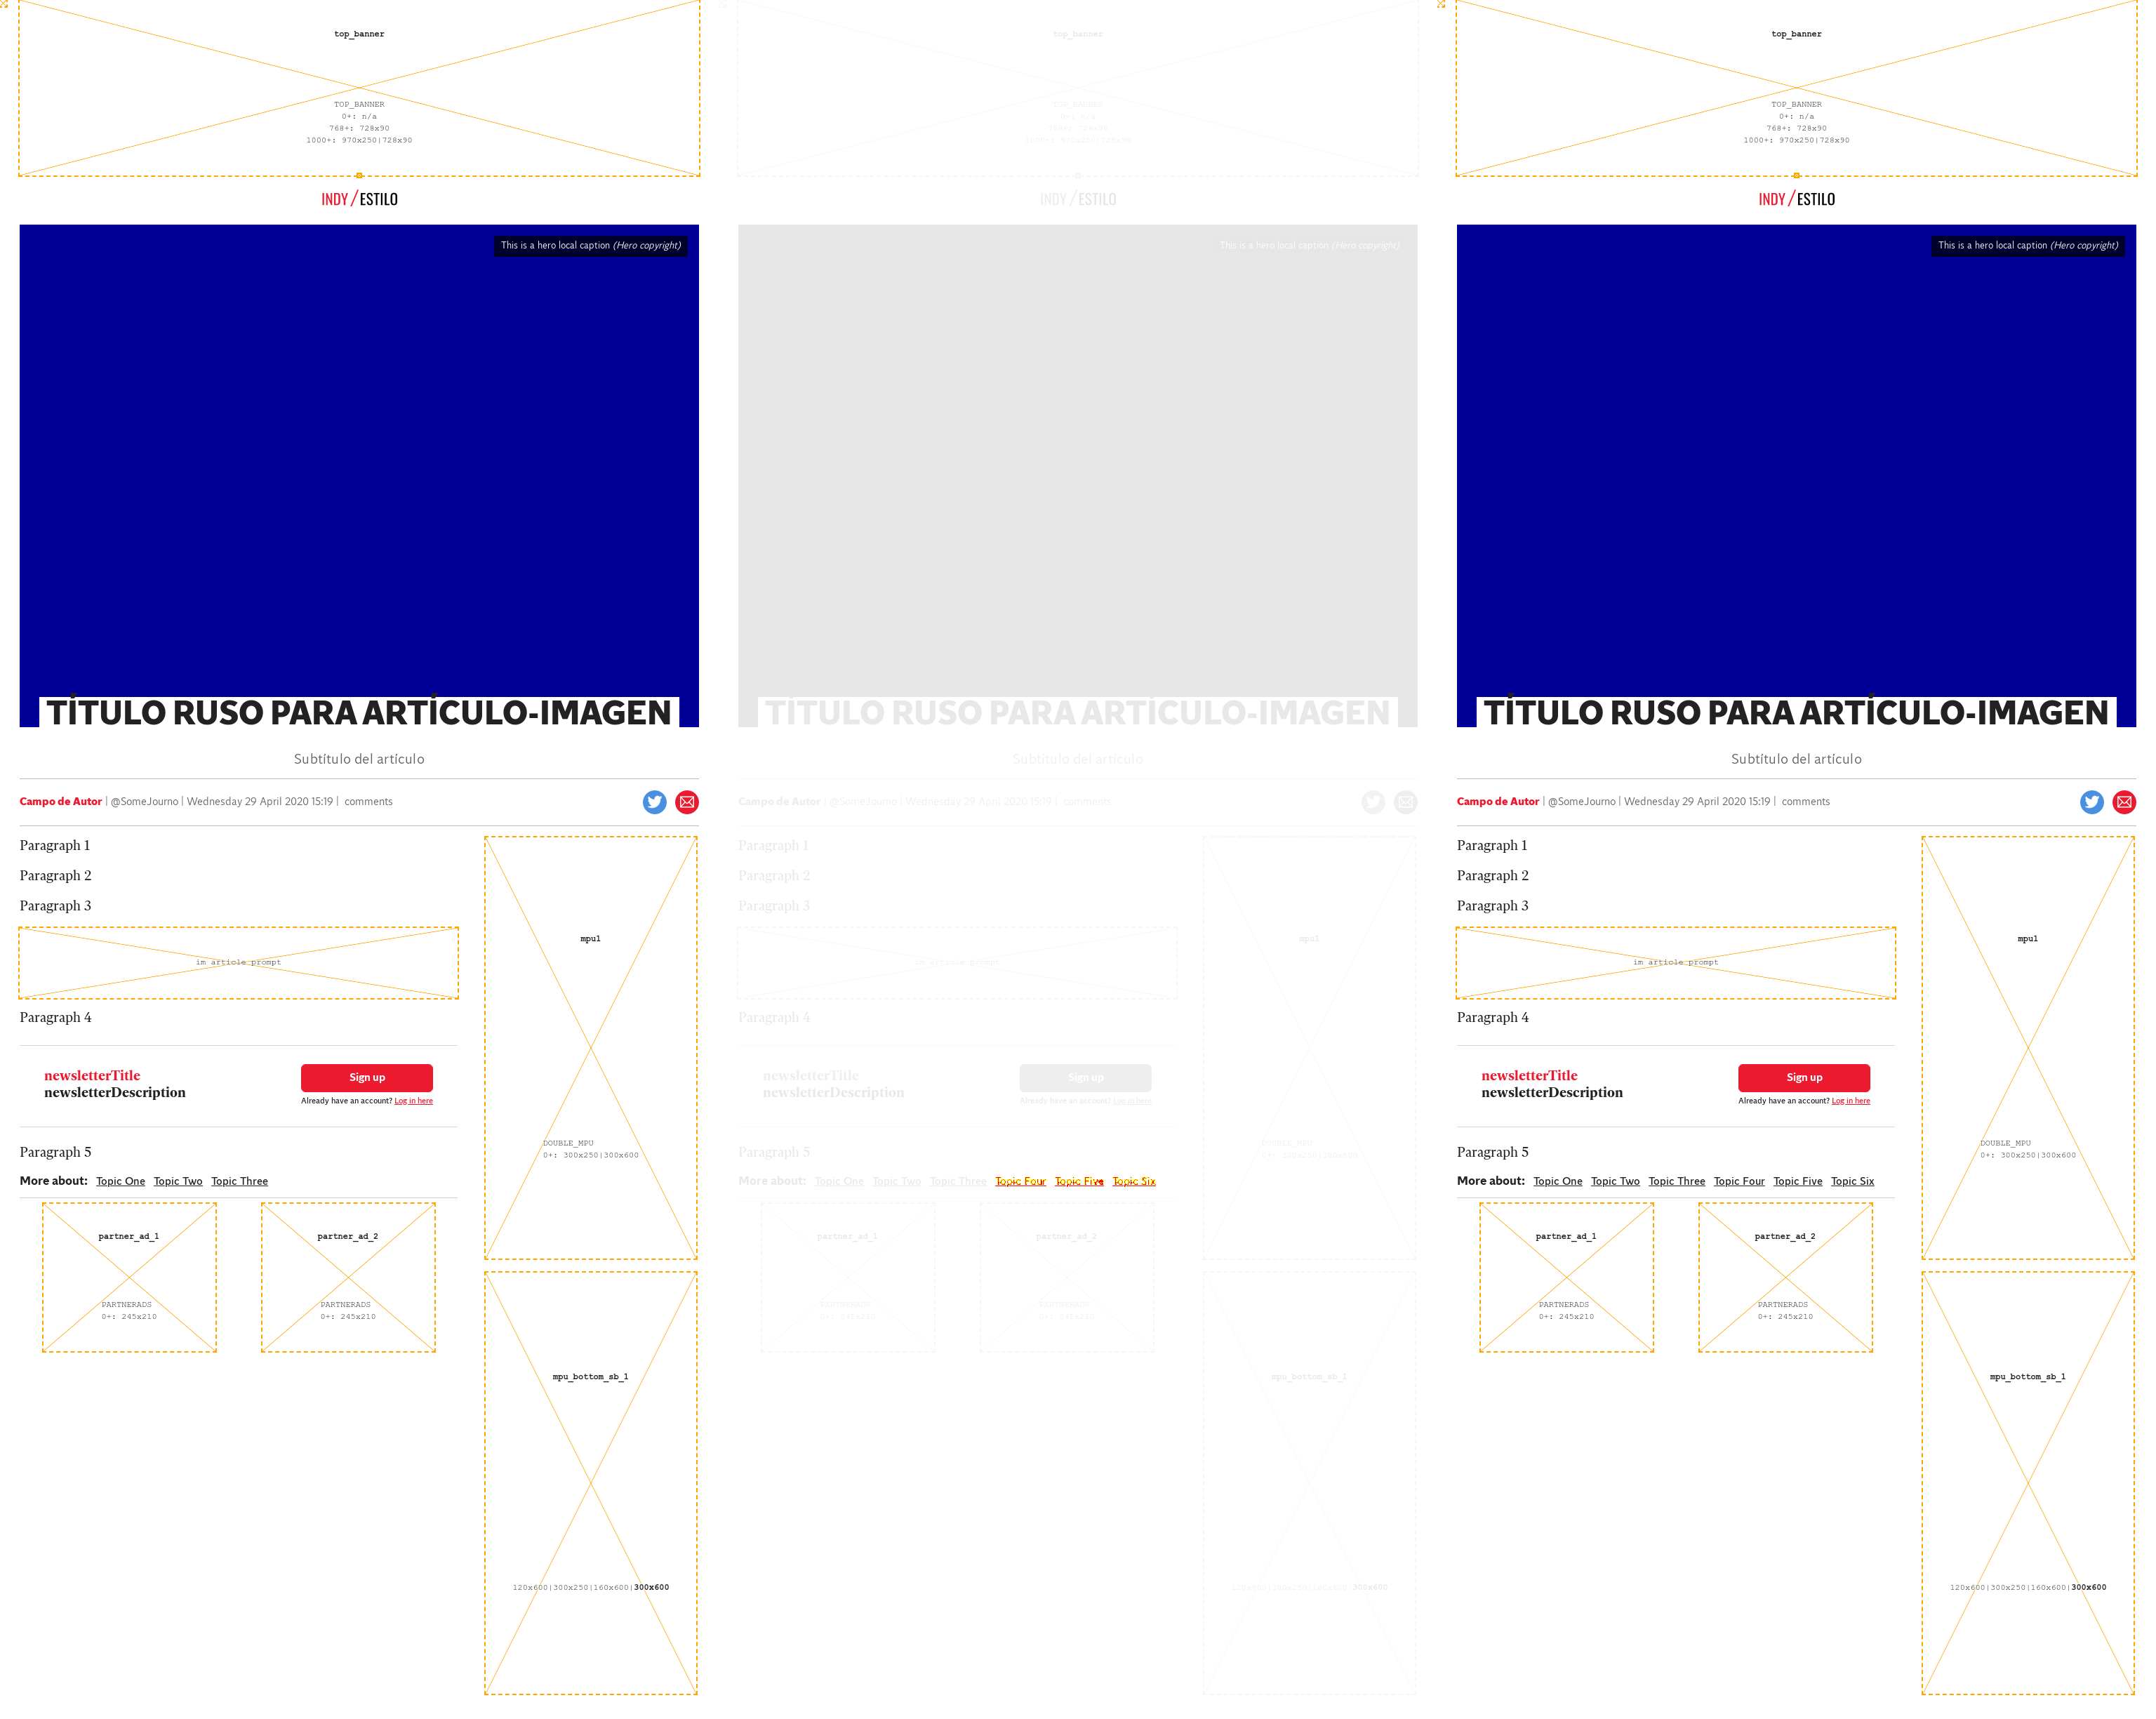 top_banner
TOP_BANNER
0+: n/a
768+: 728x90
1000+: 970x250|728x90
INDY/ESTILO
This is a hero local caption (Hero copyright)
TÍTULO RUSO PARA ARTÍCULO-IMAGEN
Subtítulo del artículo
Campo de Autor | @SomeJourno | Wednesday 29 April 2020 15:19 | comments
Paragraph 1
Paragraph 2
Paragraph 3
im article prompt
Paragraph 4
newsletterTitle
newsletterDescription
Sign up
Already have an account? Log in here
Paragraph 5
More about: Topic One Topic Two Topic Three
partner_ad_1
PARTNERADS
0+: 245x210
partner_ad_2
PARTNERADS
0+: 245x210
mpu1
DOUBLE_MPU
0+: 300x250|300x600
mpu_bottom_sb_1
120x600|300x250|160x600|300x600
top_banner
TOP_BANNER
0+: n/a
768+: 728x90
1000+: 970x250|728x90
INDY/ESTILO
This is a hero local caption (Hero copyright)
TÍTULO RUSO PARA ARTÍCULO-IMAGEN
Subtítulo del artículo
Campo de Autor | @SomeJourno | Wednesday 29 April 2020 15:19 | comments
Paragraph 1
Paragraph 2
Paragraph 3
im article prompt
Paragraph 4
newsletterTitle
newsletterDescription
Sign up
Already have an account? Log in here
Paragraph 5
More about: Topic One Topic Two Topic Three Topic Four Topic Five Topic Six
partner_ad_1
PARTNERADS
0+: 245x210
partner_ad_2
PARTNERADS
0+: 245x210
mpu1
DOUBLE_MPU
0+: 300x250|300x600
mpu_bottom_sb_1
120x600|300x250|160x600|300x600
top_banner
TOP_BANNER
0+: n/a
768+: 728x90
1000+: 970x250|728x90
INDY/ESTILO
This is a hero local caption (Hero copyright)
TÍTULO RUSO PARA ARTÍCULO-IMAGEN
Subtítulo del artículo
Campo de Autor | @SomeJourno | Wednesday 29 April 2020 15:19 | comments
Paragraph 1
Paragraph 2
Paragraph 3
im article prompt
Paragraph 4
newsletterTitle
newsletterDescription
Sign up
Already have an account? Log in here
Paragraph 5
More about: Topic One Topic Two Topic Three Topic Four Topic Five Topic Six
partner_ad_1
PARTNERADS
0+: 245x210
partner_ad_2
PARTNERADS
0+: 245x210
mpu1
DOUBLE_MPU
0+: 300x250|300x600
mpu_bottom_sb_1
120x600|300x250|160x600|300x600